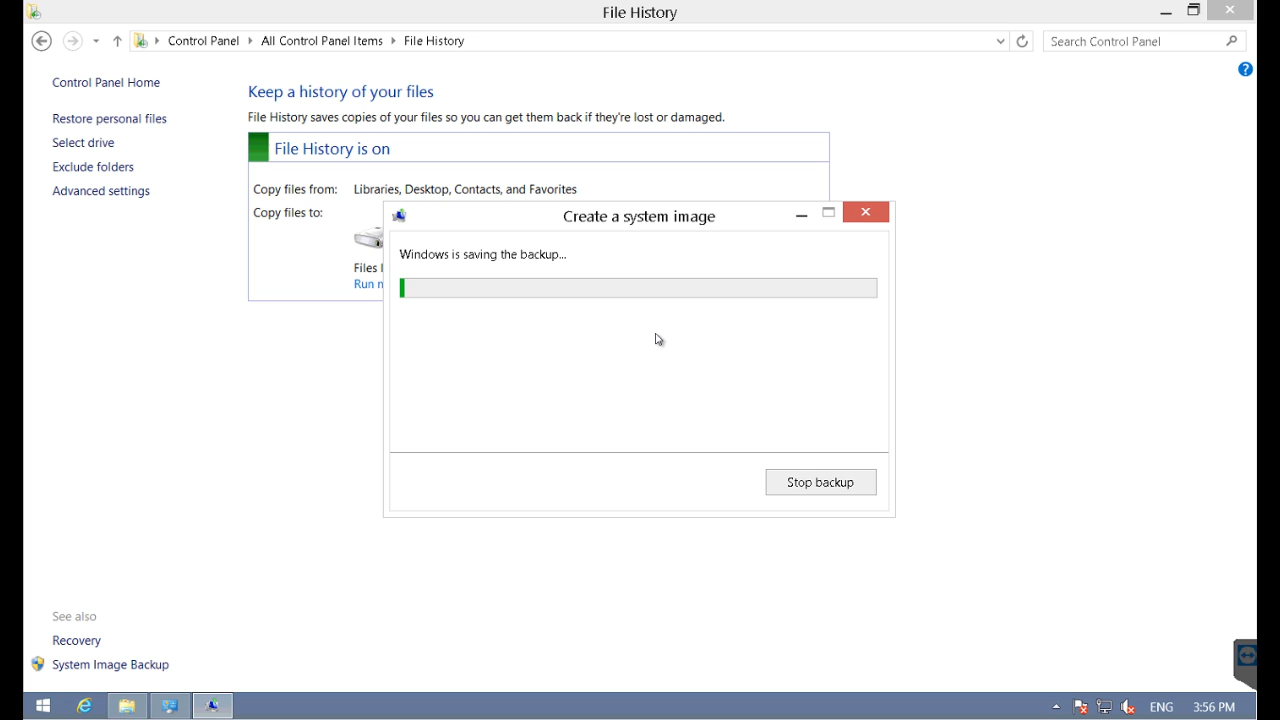 File History
Control Panel All Control Panel Items File History
Search Control Panel
Control Panel Home
Restore personal files
Select drive
Exclude folders
Advanced settings
Keep a history of your files
File History saves copies of your files so you can get them back if they're lost or damaged.
File History is on
Copy files from: Libraries, Desktop, Contacts, and Favorites
Copy files to:
Files
Run
Create a system image
Windows is saving the backup...
Stop backup
See also
Recovery
System Image Backup
ENG 3:56 PM